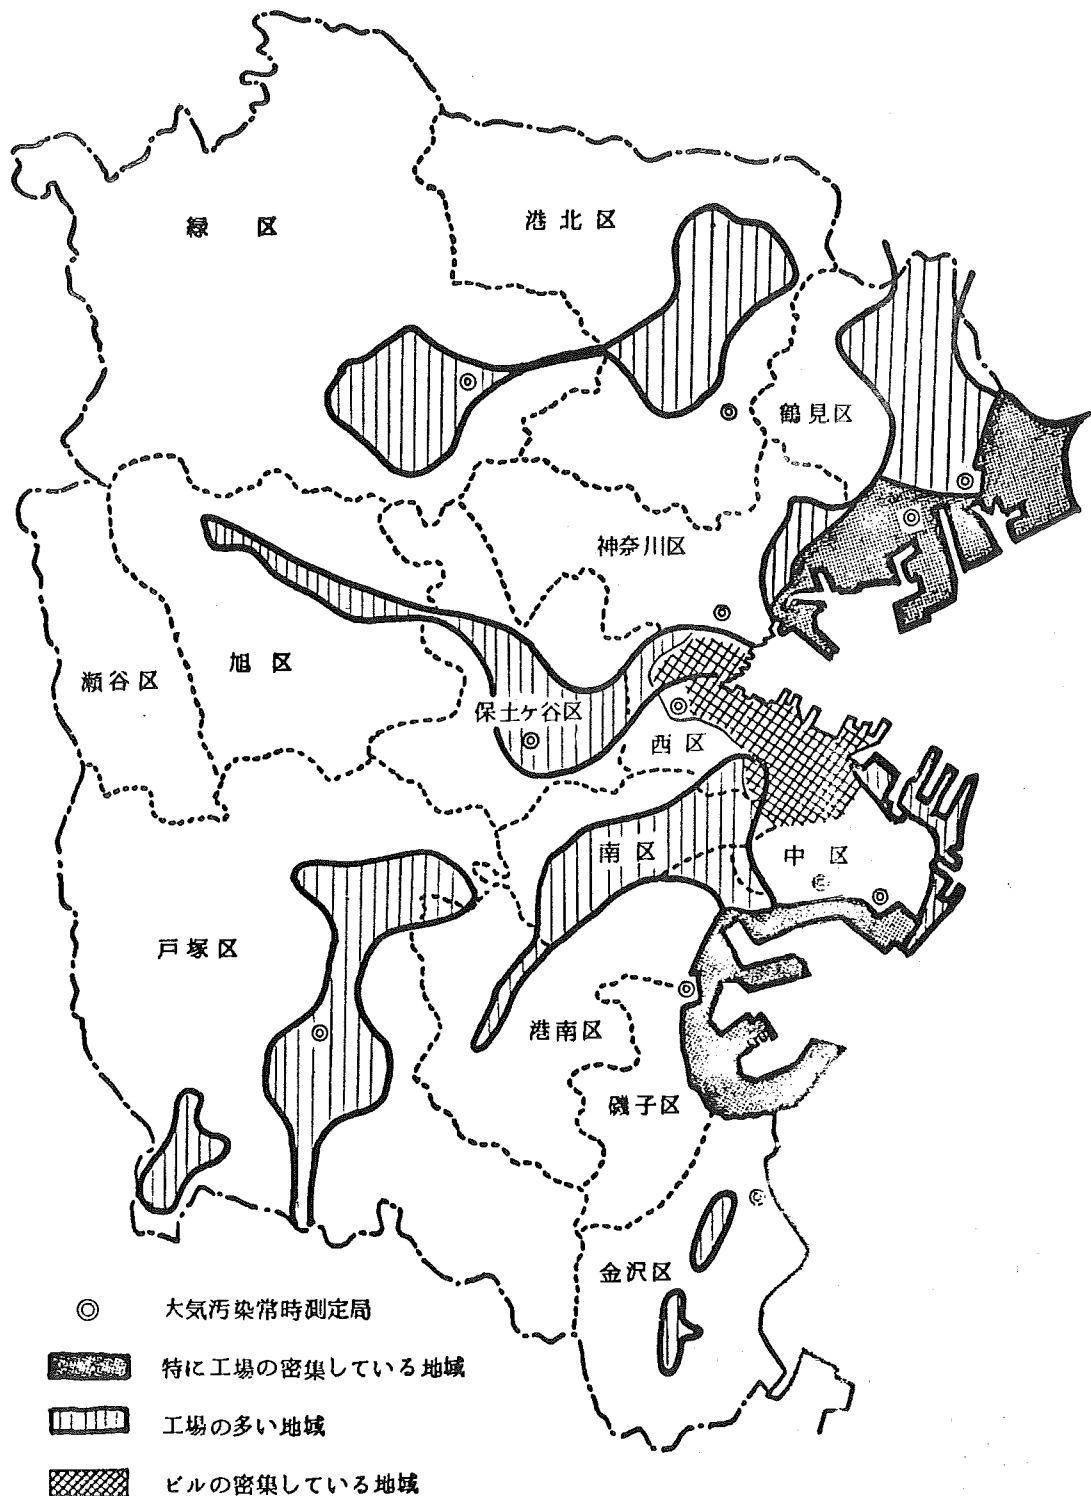 緑区
港北区
鶴見区
神奈川区
瀬谷区
旭区
保土ヶ谷区
西区
南区
中区
戸塚区
港南区
磯子区
金沢区
◎ 大気汚染常時測定局
特に工場の密集している地域
工場の多い地域
ビルの密集している地域